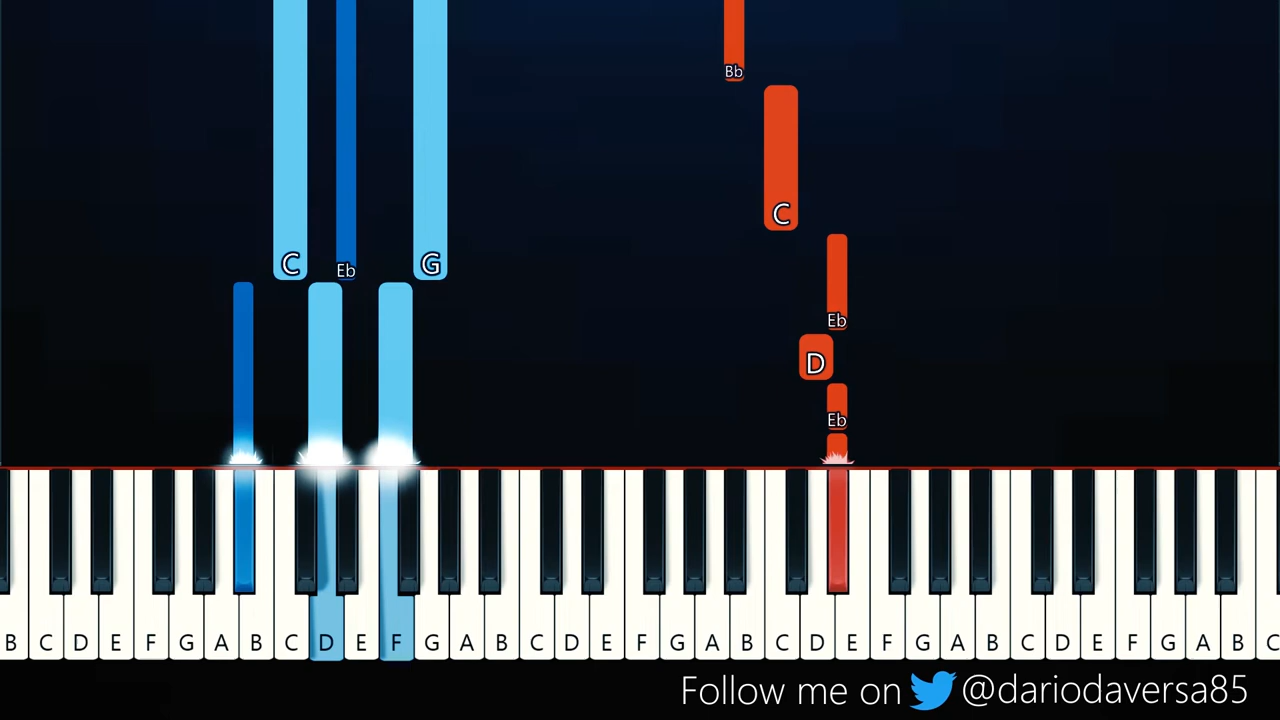 Bb
C
C Eb G
Eb
D
Eb
B C D E F G A B C D E F G A B C D E F G A B C D E F G A B C D E F G A B C
Follow me on @dariodaversa85